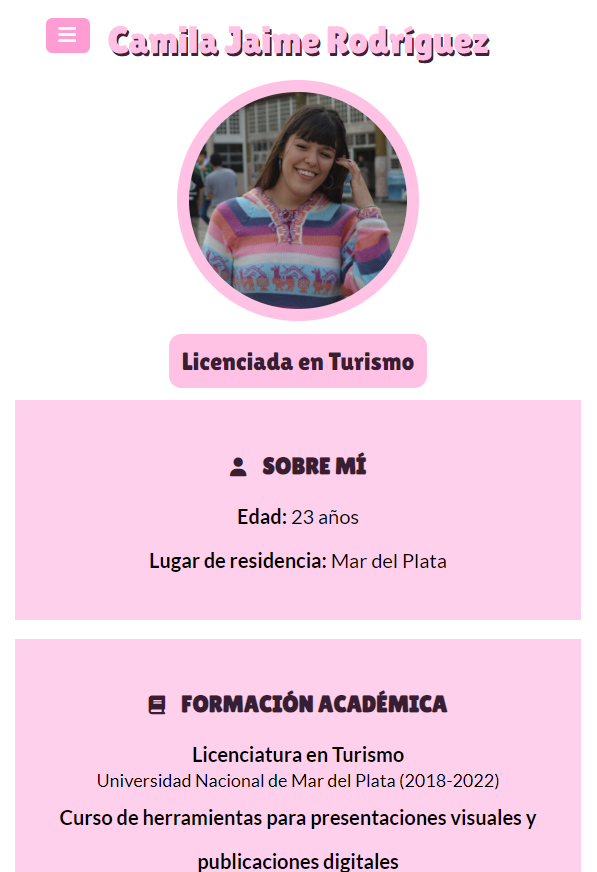 Camila Jaime Rodríguez
Licenciada en Turismo
SOBRE MÍ
Edad: 23 años
Lugar de residencia: Mar del Plata
FORMACIÓN ACADÉMICA
Licenciatura en Turismo
Universidad Nacional de Mar del Plata (2018-2022)
Curso de herramientas para presentaciones visuales y
publicaciones digitales